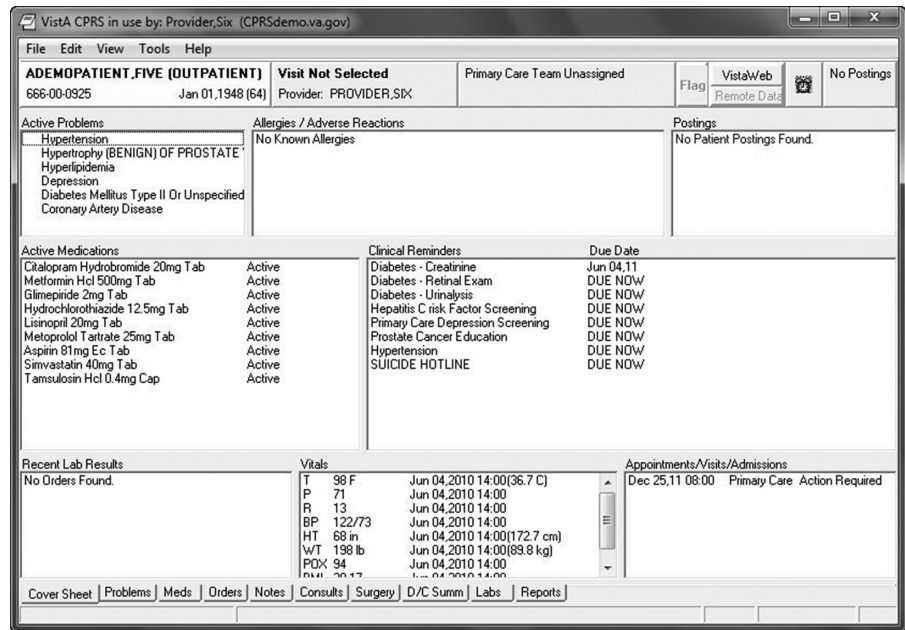 VistA CPRS in use by: Provider,Six (CPRSdemo.va.gov)
File Edit View Tools Help
ADEMOPATIENT,FIVE (OUTPATIENT)
666-00-0925 Jan 01,1948 (64)
Visit Not Selected
Provider: PROVIDER,SIX
Primary Care Team Unassigned
Flag
VistaWeb
Remote Data
No Postings
Active Problems
Hypertension
Hypertrophy (BENIGN) OF PROSTATE
Hyperlipidemia
Depression
Diabetes Mellitus Type II Or Unspecified
Coronary Artery Disease
Allergies / Adverse Reactions
No Known Allergies
Postings
No Patient Postings Found.
Active Medications
Citalopram Hydrobromide 20mg Tab Active
Metformin Hcl 500mg Tab Active
Glimepiride 2mg Tab Active
Hydrochlorothiazide 12.5mg Tab Active
Lisinopril 20mg Tab Active
Metoprolol Tartrate 25mg Tab Active
Aspirin 81mg Ec Tab Active
Simvastatin 40mg Tab Active
Tamsulosin Hcl 0.4mg Cap Active
Clinical Reminders Due Date
Diabetes - Creatinine Jun 04,11
Diabetes - Retinal Exam DUE NOW
Diabetes - Urinalysis DUE NOW
Hepatitis C risk Factor Screening DUE NOW
Primary Care Depression Screening DUE NOW
Prostate Cancer Education DUE NOW
Hypertension DUE NOW
SUICIDE HOTLINE DUE NOW
Recent Lab Results
No Orders Found.
Vitals
T 98 F Jun 04,2010 14:00(36.7 C)
P 71 Jun 04,2010 14:00
R 13 Jun 04,2010 14:00
BP 122/73 Jun 04,2010 14:00
HT 68 in Jun 04,2010 14:00(172.7 cm)
WT 198 lb Jun 04,2010 14:00(89.8 kg)
POX 94 Jun 04,2010 14:00
Appointments/Visits/Admissions
Dec 25,11 08:00 Primary Care Action Required
Cover Sheet Problems Meds Orders Notes Consults Surgery D/C Summ Labs Reports